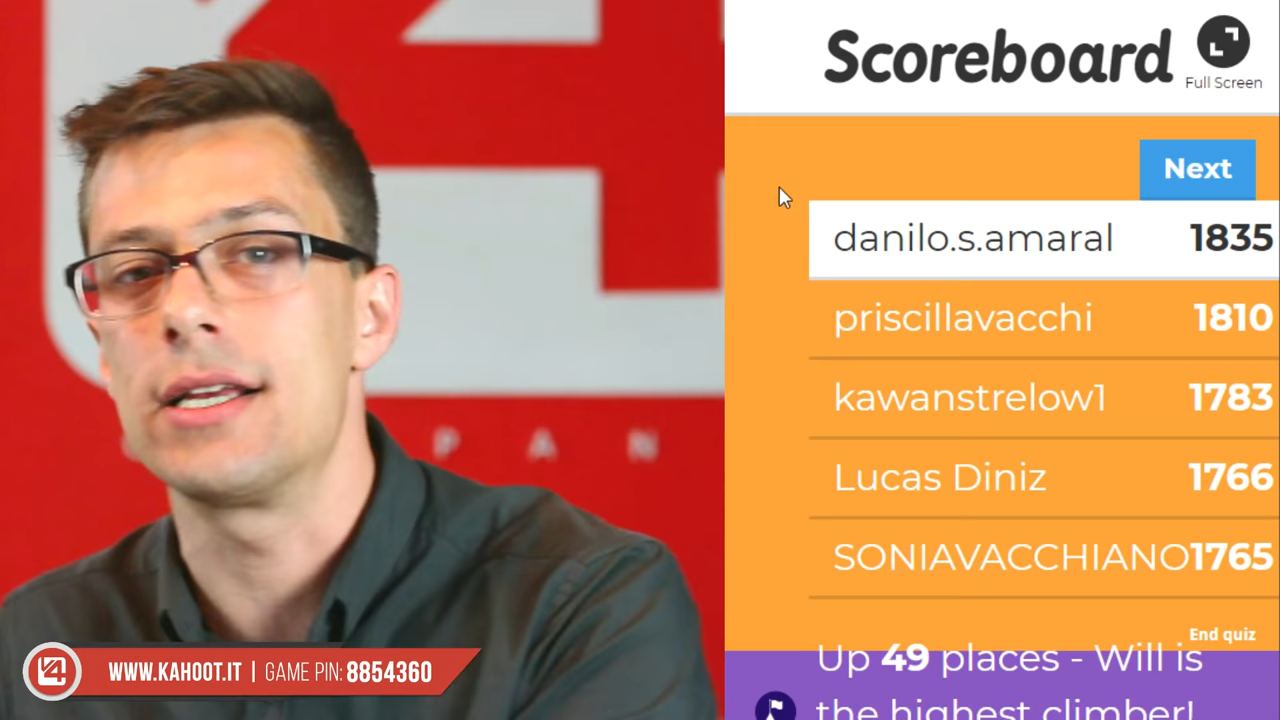 Scoreboard
Full Screen
Next
danilo.s.amaral 1835
priscillavacchi 1810
kawanstrelow1 1783
Lucas Diniz 1766
SONIAVACCHIANO 1765
End quiz
Up 49 places - Will is
the highest climber!
P A N
WWW.KAHOOT.IT | GAME PIN: 8854360